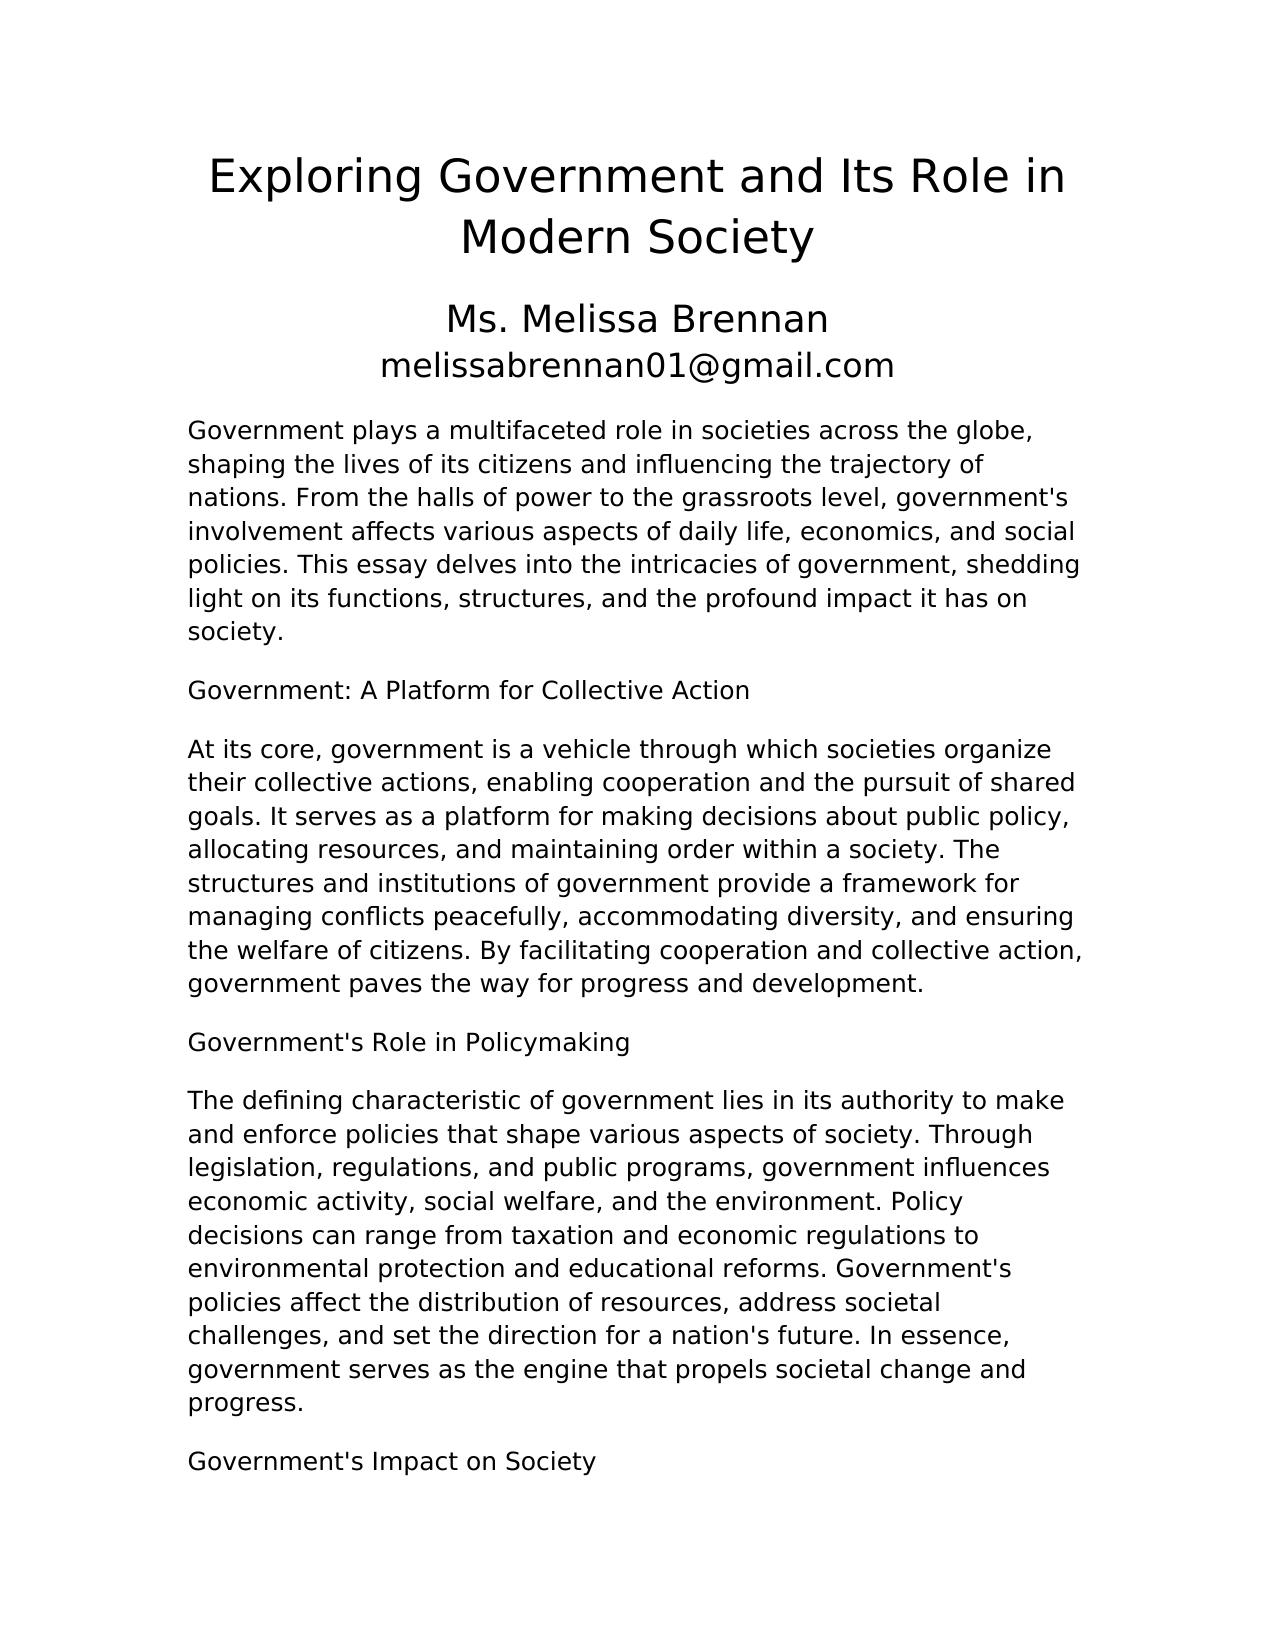 Exploring Government and Its Role in
Modern Society
Ms. Melissa Brennan
melissabrennan01@gmail.com
Government plays a multifaceted role in societies across the globe,
shaping the lives of its citizens and influencing the trajectory of
nations. From the halls of power to the grassroots level, government's
involvement affects various aspects of daily life, economics, and social
policies. This essay delves into the intricacies of government, shedding
light on its functions, structures, and the profound impact it has on
society.
Government: A Platform for Collective Action
At its core, government is a vehicle through which societies organize
their collective actions, enabling cooperation and the pursuit of shared
goals. It serves as a platform for making decisions about public policy,
allocating resources, and maintaining order within a society. The
structures and institutions of government provide a framework for
managing conflicts peacefully, accommodating diversity, and ensuring
the welfare of citizens. By facilitating cooperation and collective action,
government paves the way for progress and development.
Government's Role in Policymaking
The defining characteristic of government lies in its authority to make
and enforce policies that shape various aspects of society. Through
legislation, regulations, and public programs, government influences
economic activity, social welfare, and the environment. Policy
decisions can range from taxation and economic regulations to
environmental protection and educational reforms. Government's
policies affect the distribution of resources, address societal
challenges, and set the direction for a nation's future. In essence,
government serves as the engine that propels societal change and
progress.
Government's Impact on Society